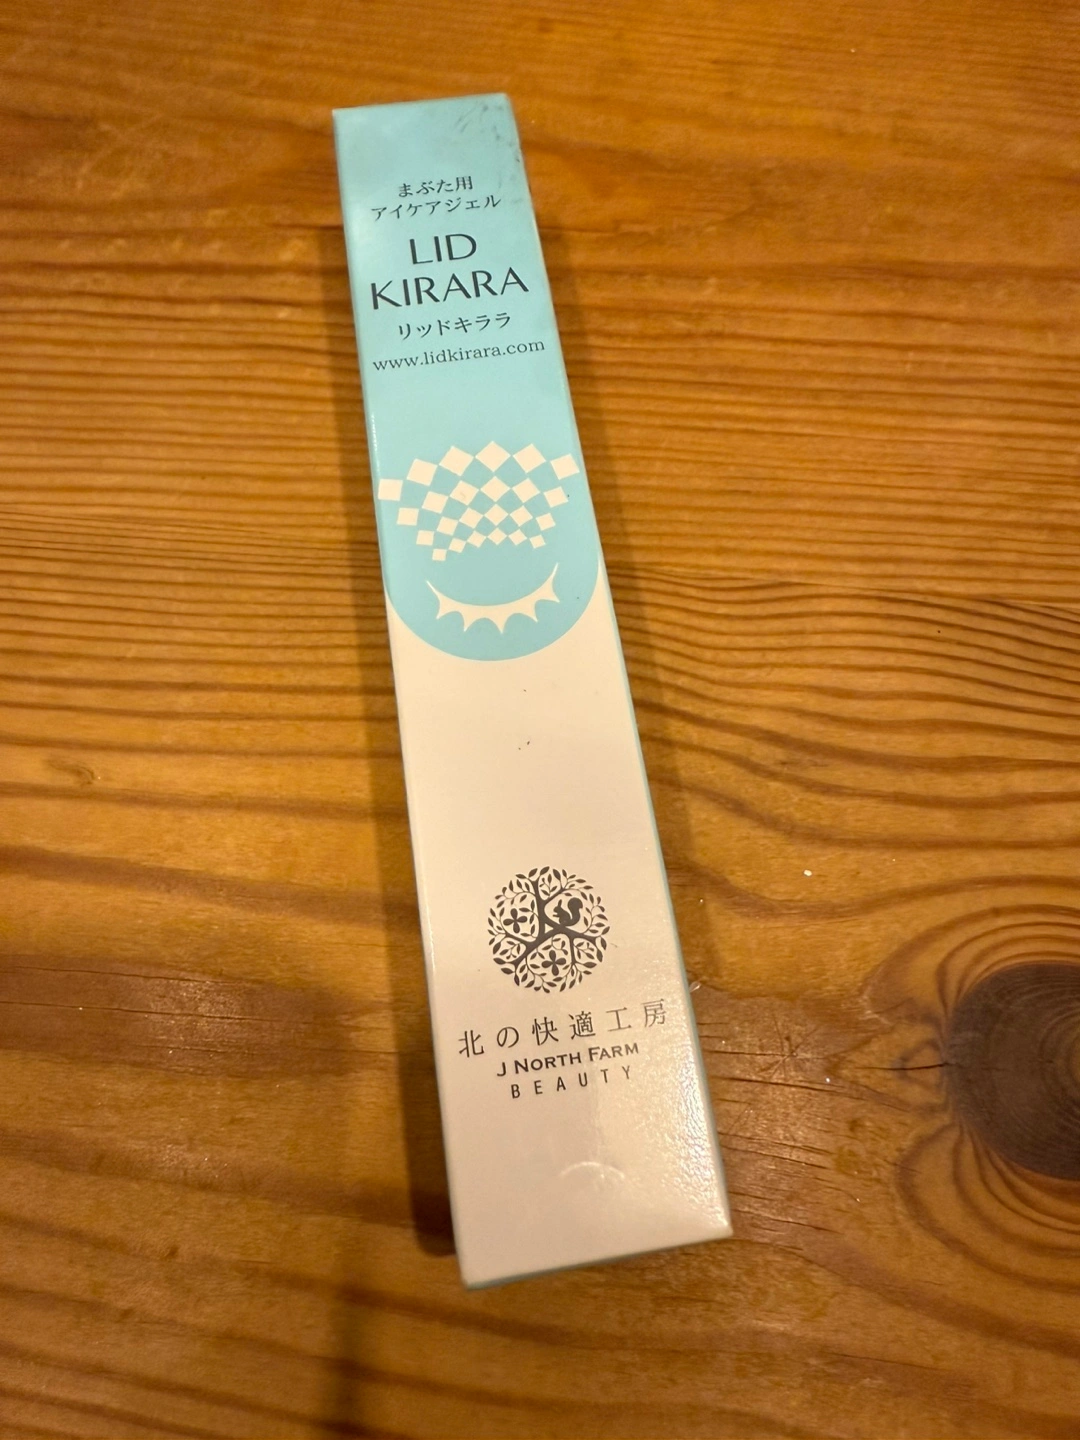 まぶた用
アイケアジェル
LID
KIRARA
リッドキララ
www.lidkirara.com
北の快適工房
J NORTH FARM
BEAUTY